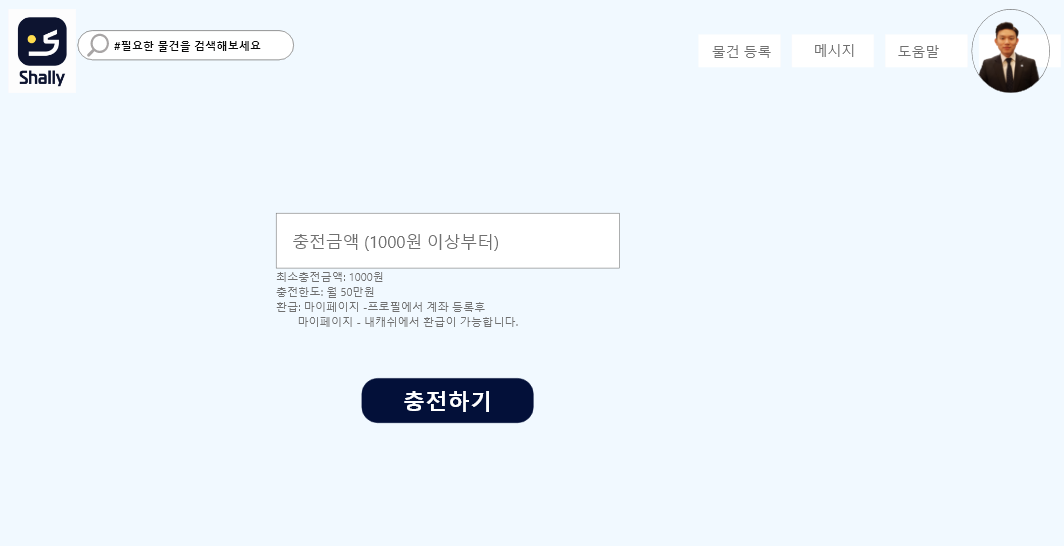 Shally
#필요한 물건을 검색해보세요
물건 등록
메시지
도움말
충전금액 (1000원 이상부터)
최소충전금액: 1000원
충전한도: 월 50만원
환급: 마이페이지 -프로필에서 계좌 등록후
마이페이지 - 내캐쉬에서 환급이 가능합니다.
충전하기